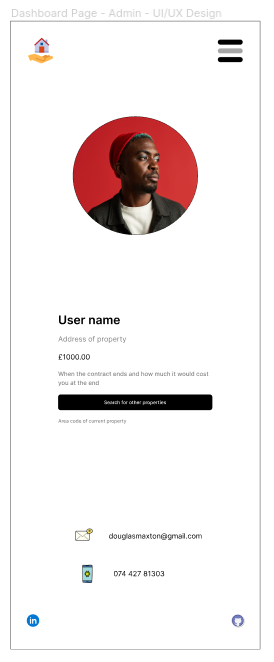 Dashboard Page - Admin - UI/UX Design
User name
Address of property
£1000.00
When the contract ends and how much it would cost
you at the end
Search for other properties
Area code of current property
douglasmaxton@gmail.com
074 427 81303
in